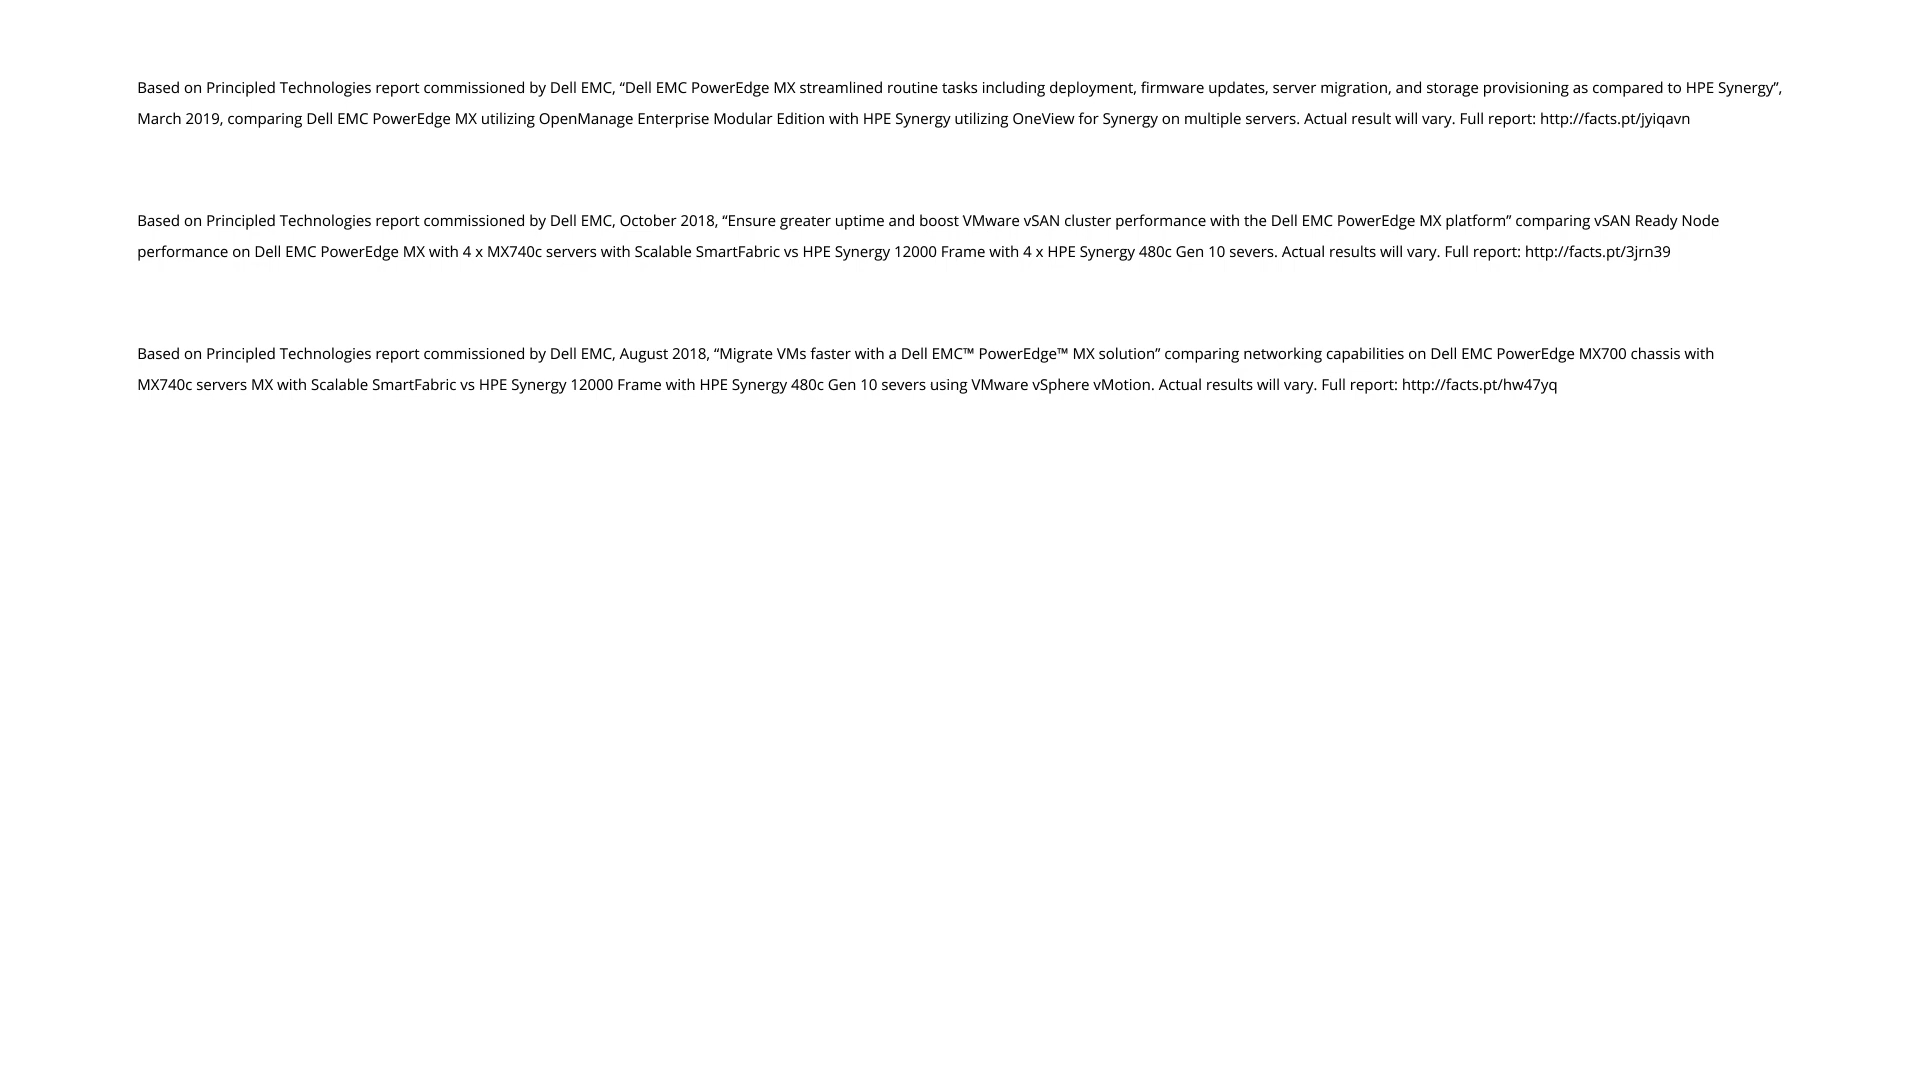 Based on Principled Technologies report commissioned by Dell EMC, “Dell EMC PowerEdge MX streamlined routine tasks including deployment, firmware updates, server migration, and storage provisioning as compared to HPE Synergy”,
March 2019, comparing Dell EMC PowerEdge MX utilizing OpenManage Enterprise Modular Edition with HPE Synergy utilizing OneView for Synergy on multiple servers. Actual result will vary. Full report: http://facts.pt/jyiqavn
Based on Principled Technologies report commissioned by Dell EMC, October 2018, “Ensure greater uptime and boost VMware vSAN cluster performance with the Dell EMC PowerEdge MX platform” comparing vSAN Ready Node
performance on Dell EMC PowerEdge MX with 4 x MX740c servers with Scalable SmartFabric vs HPE Synergy 12000 Frame with 4 x HPE Synergy 480c Gen 10 severs. Actual results will vary. Full report: http://facts.pt/3jrn39
Based on Principled Technologies report commissioned by Dell EMC, August 2018, “Migrate VMs faster with a Dell EMC™ PowerEdge™ MX solution” comparing networking capabilities on Dell EMC PowerEdge MX700 chassis with
MX740c servers MX with Scalable SmartFabric vs HPE Synergy 12000 Frame with HPE Synergy 480c Gen 10 severs using VMware vSphere vMotion. Actual results will vary. Full report: http://facts.pt/hw47yq